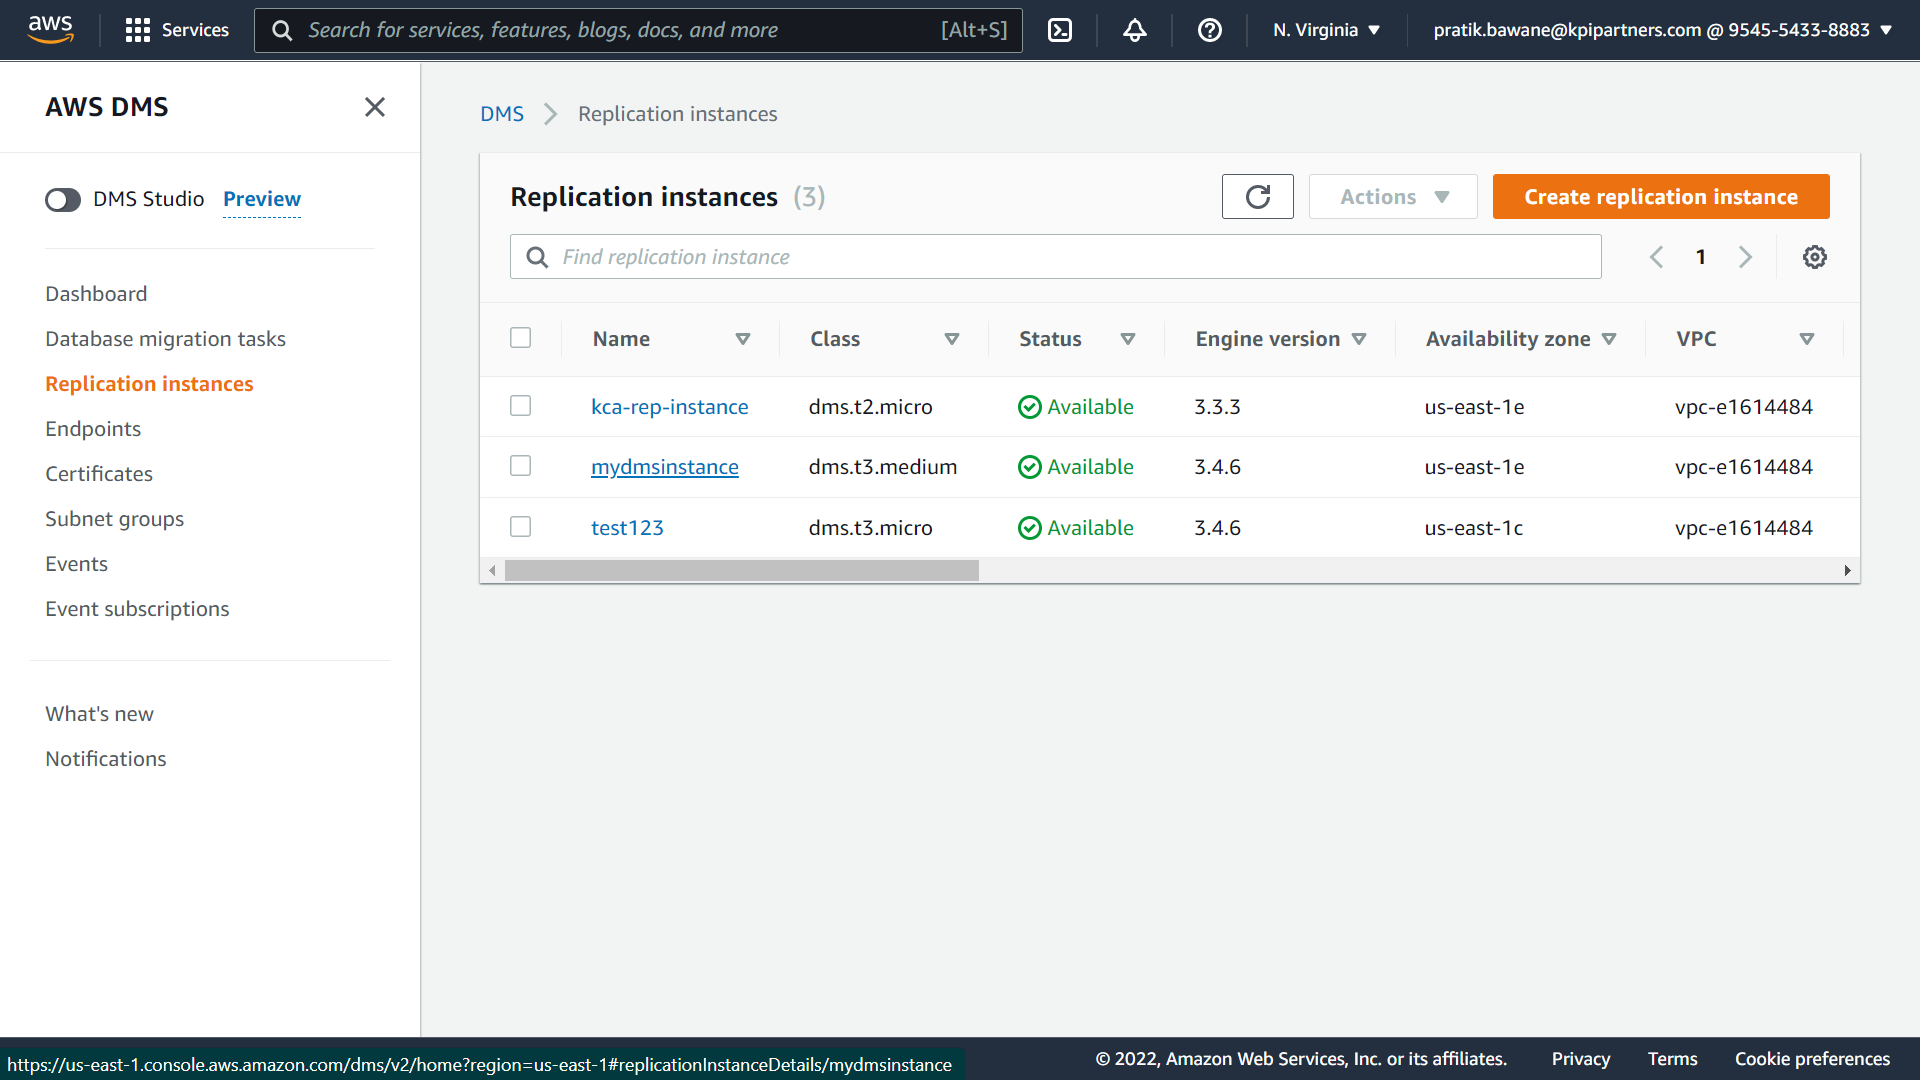 aws
Services
Search for services, features, blogs, docs, and more [Alt+S]
N. Virginia
pratik.bawane@kpipartners.com @ 9545-5433-8883
AWS DMS
DMS Studio Preview
Dashboard
Database migration tasks
Replication instances
Endpoints
Certificates
Subnet groups
Events
Event subscriptions
What's new
Notifications
DMS Replication instances
Replication instances (3)
Actions
Create replication instance
Find replication instance
1
Name Class Status Engine version Availability zone VPC
kca-rep-instance dms.t2.micro Available 3.3.3 us-east-1e vpc-e1614484
mydmsinstance dms.t3.medium Available 3.4.6 us-east-1e vpc-e1614484
test123 dms.t3.micro Available 3.4.6 us-east-1c vpc-e1614484
https://us-east-1.console.aws.amazon.com/dms/v2/home?region=us-east-1#replicationInstanceDetails/mydmsinstance
© 2022, Amazon Web Services, Inc. or its affiliates. Privacy Terms Cookie preferences